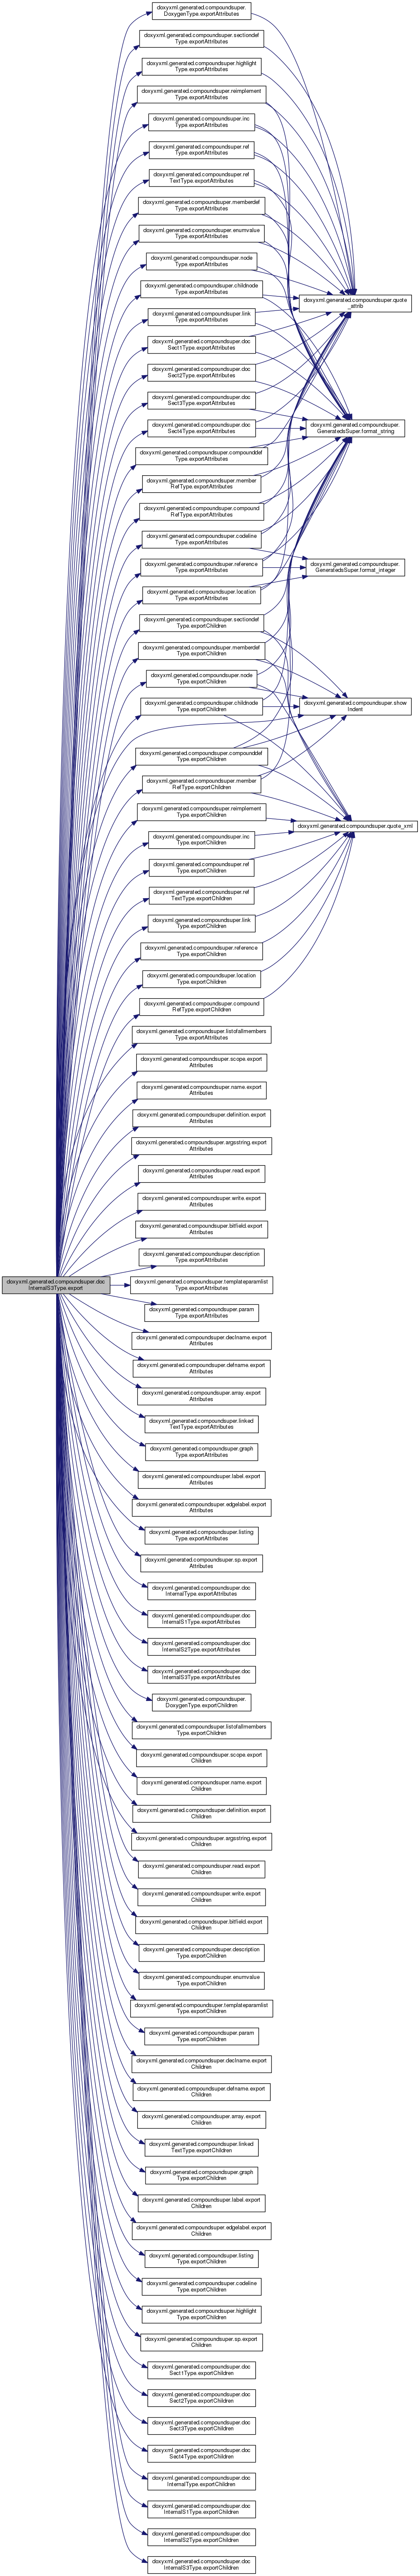 doxyxml.generated.compoundsuper.doc
InternalS3Type.export
doxyxml.generated.compoundsuper.
DoxygenType.exportAttributes
doxyxml.generated.compoundsuper.sectiondef
Type.exportAttributes
doxyxml.generated.compoundsuper.highlight
Type.exportAttributes
doxyxml.generated.compoundsuper.reimplement
Type.exportAttributes
doxyxml.generated.compoundsuper.inc
Type.exportAttributes
doxyxml.generated.compoundsuper.ref
Type.exportAttributes
doxyxml.generated.compoundsuper.ref
TextType.exportAttributes
doxyxml.generated.compoundsuper.memberdef
Type.exportAttributes
doxyxml.generated.compoundsuper.enumvalue
Type.exportAttributes
doxyxml.generated.compoundsuper.node
Type.exportAttributes
doxyxml.generated.compoundsuper.childnode
Type.exportAttributes
doxyxml.generated.compoundsuper.link
Type.exportAttributes
doxyxml.generated.compoundsuper.doc
Sect1Type.exportAttributes
doxyxml.generated.compoundsuper.doc
Sect2Type.exportAttributes
doxyxml.generated.compoundsuper.doc
Sect3Type.exportAttributes
doxyxml.generated.compoundsuper.doc
Sect4Type.exportAttributes
doxyxml.generated.compoundsuper.compounddef
Type.exportAttributes
doxyxml.generated.compoundsuper.member
RefType.exportAttributes
doxyxml.generated.compoundsuper.compound
RefType.exportAttributes
doxyxml.generated.compoundsuper.codeline
Type.exportAttributes
doxyxml.generated.compoundsuper.reference
Type.exportAttributes
doxyxml.generated.compoundsuper.location
Type.exportAttributes
doxyxml.generated.compoundsuper.sectiondef
Type.exportChildren
doxyxml.generated.compoundsuper.memberdef
Type.exportChildren
doxyxml.generated.compoundsuper.node
Type.exportChildren
doxyxml.generated.compoundsuper.childnode
Type.exportChildren
doxyxml.generated.compoundsuper.compounddef
Type.exportChildren
doxyxml.generated.compoundsuper.member
RefType.exportChildren
doxyxml.generated.compoundsuper.reimplement
Type.exportChildren
doxyxml.generated.compoundsuper.inc
Type.exportChildren
doxyxml.generated.compoundsuper.ref
Type.exportChildren
doxyxml.generated.compoundsuper.ref
TextType.exportChildren
doxyxml.generated.compoundsuper.link
Type.exportChildren
doxyxml.generated.compoundsuper.reference
Type.exportChildren
doxyxml.generated.compoundsuper.location
Type.exportChildren
doxyxml.generated.compoundsuper.compound
RefType.exportChildren
doxyxml.generated.compoundsuper.listofallmembers
Type.exportAttributes
doxyxml.generated.compoundsuper.scope.export
Attributes
doxyxml.generated.compoundsuper.name.export
Attributes
doxyxml.generated.compoundsuper.definition.export
Attributes
doxyxml.generated.compoundsuper.argsstring.export
Attributes
doxyxml.generated.compoundsuper.read.export
Attributes
doxyxml.generated.compoundsuper.write.export
Attributes
doxyxml.generated.compoundsuper.bitfield.export
Attributes
doxyxml.generated.compoundsuper.description
Type.exportAttributes
doxyxml.generated.compoundsuper.templateparamlist
Type.exportAttributes
doxyxml.generated.compoundsuper.param
Type.exportAttributes
doxyxml.generated.compoundsuper.declname.export
Attributes
doxyxml.generated.compoundsuper.defname.export
Attributes
doxyxml.generated.compoundsuper.array.export
Attributes
doxyxml.generated.compoundsuper.linked
TextType.exportAttributes
doxyxml.generated.compoundsuper.graph
Type.exportAttributes
doxyxml.generated.compoundsuper.label.export
Attributes
doxyxml.generated.compoundsuper.edgelabel.export
Attributes
doxyxml.generated.compoundsuper.listing
Type.exportAttributes
doxyxml.generated.compoundsuper.sp.export
Attributes
doxyxml.generated.compoundsuper.doc
InternalType.exportAttributes
doxyxml.generated.compoundsuper.doc
InternalS1Type.exportAttributes
doxyxml.generated.compoundsuper.doc
InternalS2Type.exportAttributes
doxyxml.generated.compoundsuper.doc
InternalS3Type.exportAttributes
doxyxml.generated.compoundsuper.
DoxygenType.exportChildren
doxyxml.generated.compoundsuper.listofallmembers
Type.exportChildren
doxyxml.generated.compoundsuper.scope.export
Children
doxyxml.generated.compoundsuper.name.export
Children
doxyxml.generated.compoundsuper.definition.export
Children
doxyxml.generated.compoundsuper.argsstring.export
Children
doxyxml.generated.compoundsuper.read.export
Children
doxyxml.generated.compoundsuper.write.export
Children
doxyxml.generated.compoundsuper.bitfield.export
Children
doxyxml.generated.compoundsuper.description
Type.exportChildren
doxyxml.generated.compoundsuper.enumvalue
Type.exportChildren
doxyxml.generated.compoundsuper.templateparamlist
Type.exportChildren
doxyxml.generated.compoundsuper.param
Type.exportChildren
doxyxml.generated.compoundsuper.declname.export
Children
doxyxml.generated.compoundsuper.defname.export
Children
doxyxml.generated.compoundsuper.array.export
Children
doxyxml.generated.compoundsuper.linked
TextType.exportChildren
doxyxml.generated.compoundsuper.graph
Type.exportChildren
doxyxml.generated.compoundsuper.label.export
Children
doxyxml.generated.compoundsuper.edgelabel.export
Children
doxyxml.generated.compoundsuper.listing
Type.exportChildren
doxyxml.generated.compoundsuper.codeline
Type.exportChildren
doxyxml.generated.compoundsuper.highlight
Type.exportChildren
doxyxml.generated.compoundsuper.sp.export
Children
doxyxml.generated.compoundsuper.doc
Sect1Type.exportChildren
doxyxml.generated.compoundsuper.doc
Sect2Type.exportChildren
doxyxml.generated.compoundsuper.doc
Sect3Type.exportChildren
doxyxml.generated.compoundsuper.doc
Sect4Type.exportChildren
doxyxml.generated.compoundsuper.doc
InternalType.exportChildren
doxyxml.generated.compoundsuper.doc
InternalS1Type.exportChildren
doxyxml.generated.compoundsuper.doc
InternalS2Type.exportChildren
doxyxml.generated.compoundsuper.doc
InternalS3Type.exportChildren
doxyxml.generated.compoundsuper.quote
_attrib
doxyxml.generated.compoundsuper.
GeneratedsSuper.format_string
doxyxml.generated.compoundsuper.
GeneratedsSuper.format_integer
doxyxml.generated.compoundsuper.show
Indent
doxyxml.generated.compoundsuper.quote_xml